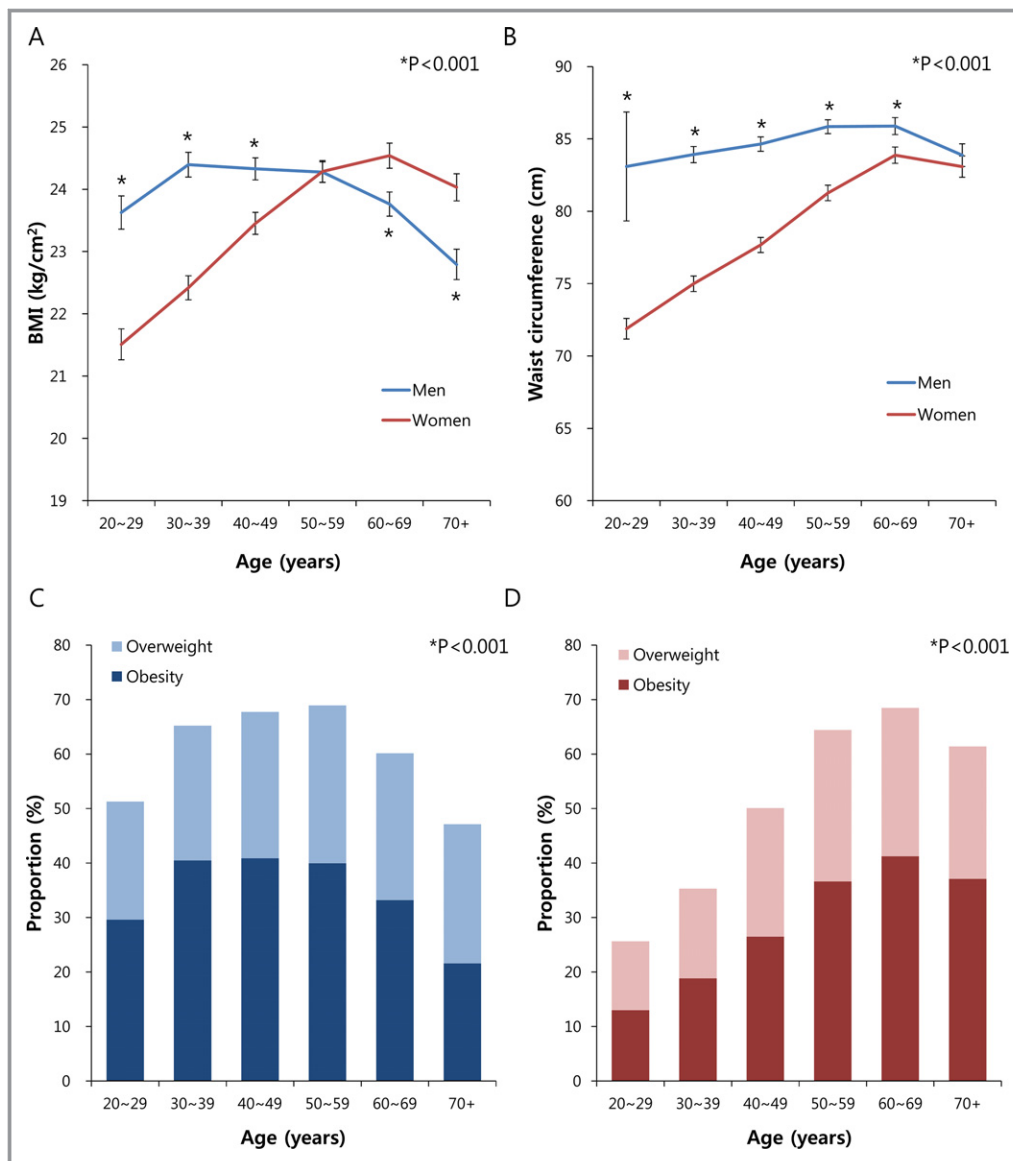 A
*P<0.001
BMI (kg/cm²)
26
25
24
23
22
21
20
19
*
*
*
*
*
Men
Women
20~29 30~39 40~49 50~59 60~69 70+
Age (years)
B
*P<0.001
Waist circumference (cm)
90
85
80
75
70
65
60
*
*
*
*
*
Men
Women
20~29 30~39 40~49 50~59 60~69 70+
Age (years)
C
Overweight
Obesity
*P<0.001
Proportion (%)
80
70
60
50
40
30
20
10
0
20~29 30~39 40~49 50~59 60~69 70+
Age (years)
D
Overweight
Obesity
*P<0.001
Proportion (%)
80
70
60
50
40
30
20
10
0
20~29 30~39 40~49 50~59 60~69 70+
Age (years)